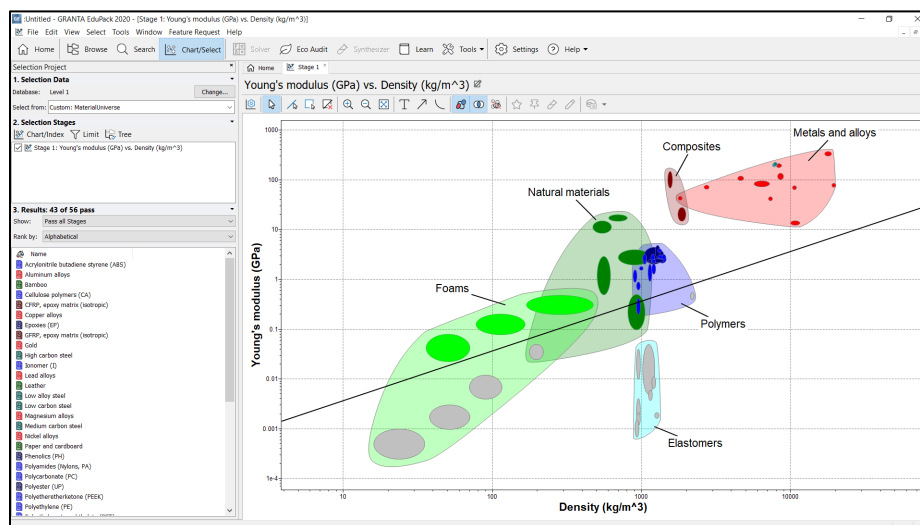 :Untitled - GRANTA EduPack 2020 - [Stage 1: Young's modulus (GPa) vs. Density (kg/m^3)]
File Edit View Select Tools Window Feature Request Help
Home Browse Search Chart/Select Solver Eco Audit Synthesizer Learn Tools Settings Help
Selection Project
1. Selection Data
Database: Level 1 Change...
Select from: Custom: MaterialUniverse
2. Selection Stages
Chart/Index Limit Tree
Stage 1: Young's modulus (GPa) vs. Density (kg/m^3)
3. Results: 43 of 56 pass
Show: Pass all Stages
Rank by: Alphabetical
Name
Acrylonitrile butadiene styrene (ABS)
Aluminum alloys
Bamboo
Cellulose polymers (CA)
CFRP, epoxy matrix (isotropic)
Copper alloys
Epoxies (EP)
GFRP, epoxy matrix (isotropic)
Gold
High carbon steel
Ionomer (I)
Lead alloys
Leather
Low alloy steel
Low carbon steel
Magnesium alloys
Medium carbon steel
Nickel alloys
Paper and cardboard
Phenolics (PH)
Polyamides (Nylons, PA)
Polycarbonate (PC)
Polyester (UP)
Polyetheretherketone (PEEK)
Polyethylene (PE)
Home Stage 1
Young's modulus (GPa) vs. Density (kg/m^3)
Young's modulus (GPa)
1000
100
10
1
0.1
0.01
0.001
1e-4
Metals and alloys
Composites
Natural materials
Foams
Polymers
Elastomers
10
100
1000
10000
Density (kg/m^3)